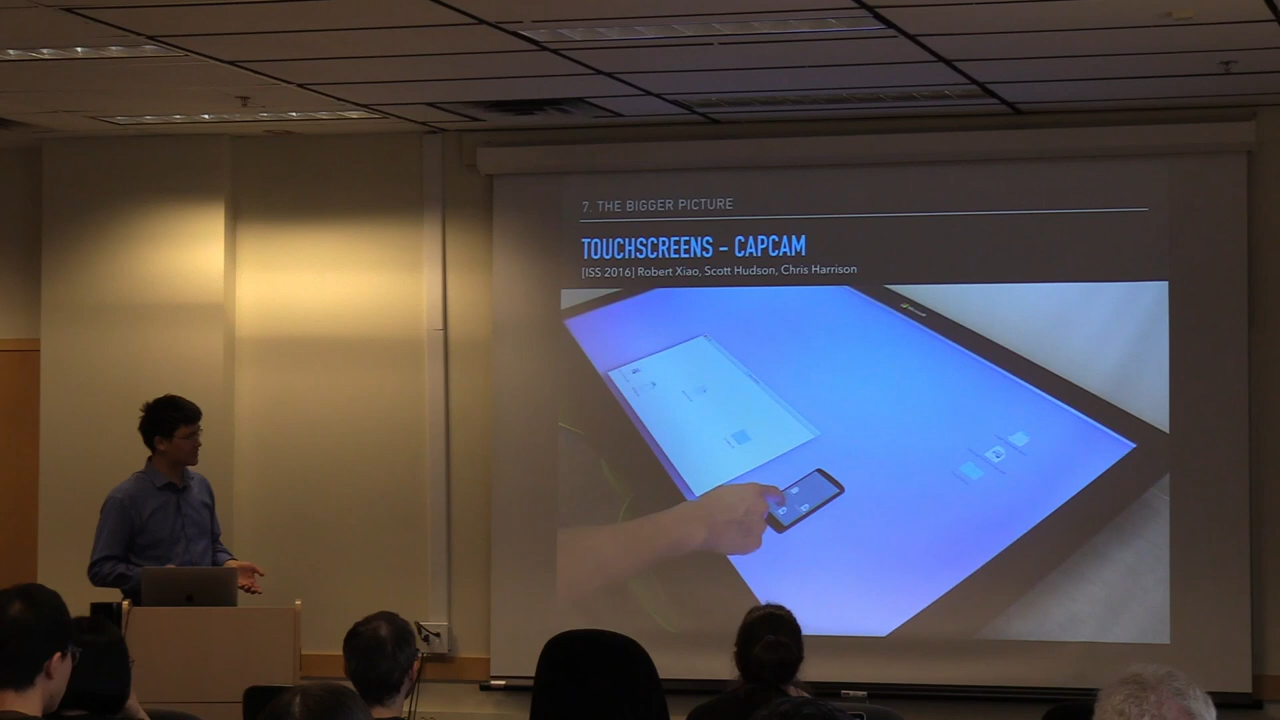 7. THE BIGGER PICTURE
TOUCHSCREENS - CAPCAM
[ISS 2016] Robert Xiao, Scott Hudson, Chris Harrison